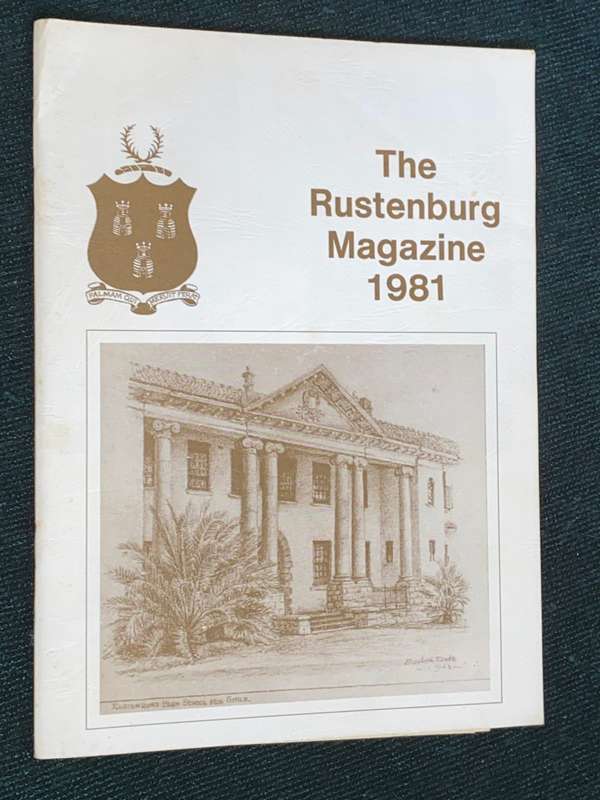 The
Rustenburg
Magazine
1981
PALMAM QUI MERUIT FERAT
RUSTENBURG HIGH SCHOOL FOR GIRLS.